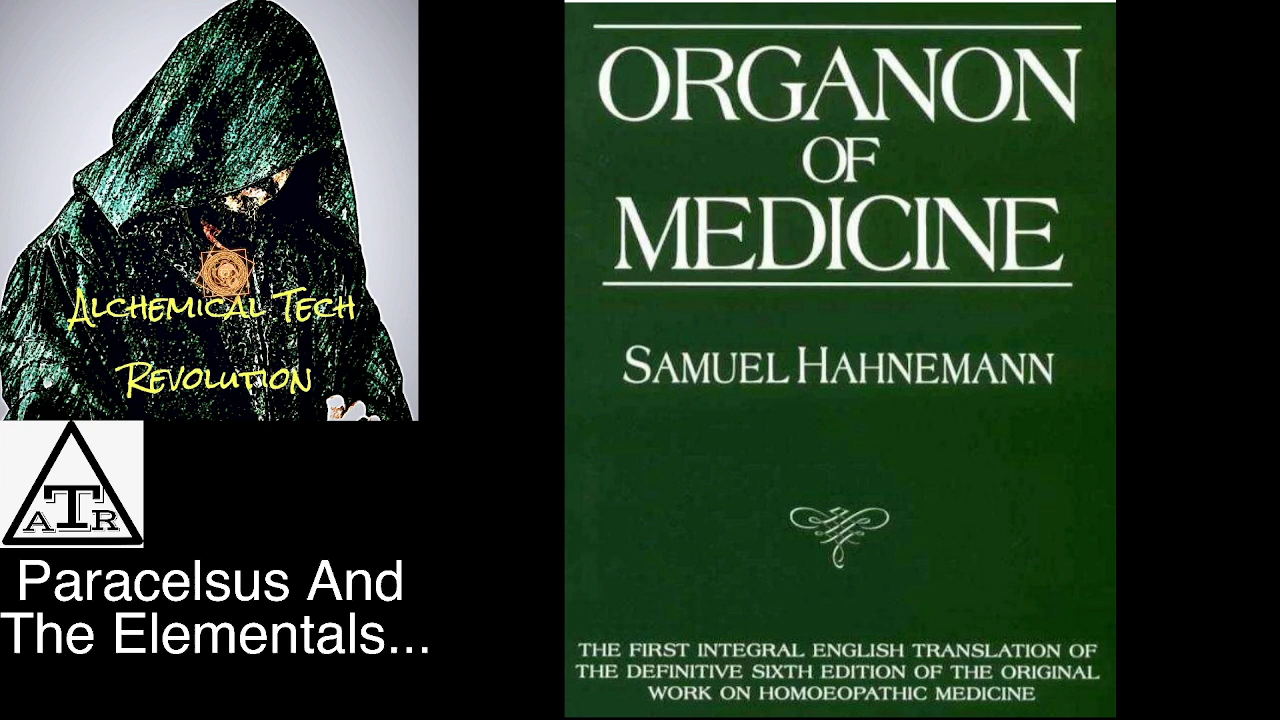 Alchemical Tech
Revolution
ATR
Paracelsus And
The Elementals...
ORGANON
OF
MEDICINE
SAMUEL HAHNEMANN
THE FIRST INTEGRAL ENGLISH TRANSLATION OF
THE DEFINITIVE SIXTH EDITION OF THE ORIGINAL
WORK ON HOMOEOPATHIC MEDICINE